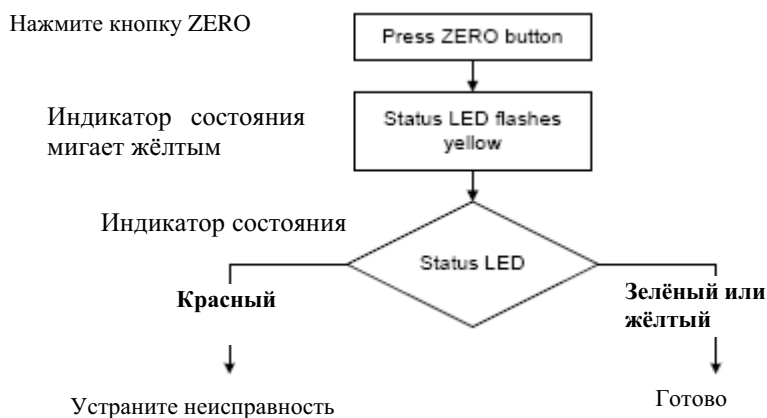 Нажмите кнопку ZERO
Press ZERO button
Индикатор состояния
мигает жёлтым
Status LED flashes
yellow
Индикатор состояния
Status LED
Красный
Зелёный или
жёлтый
Устраните неисправность
Готово